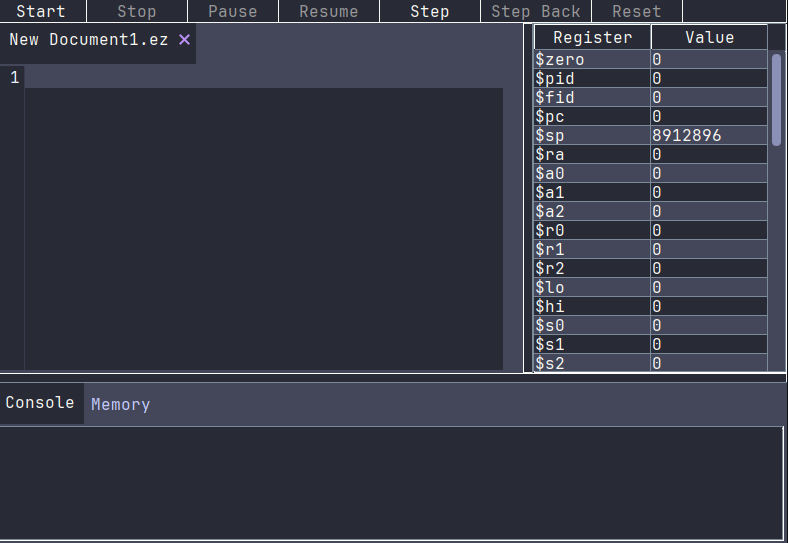 Start Stop Pause Resume Step Step Back Reset
New Document1.ez ×
1
Register Value
$zero 0
$pid 0
$fid 0
$pc 0
$sp 8912896
$ra 0
$a0 0
$a1 0
$a2 0
$r0 0
$r1 0
$r2 0
$lo 0
$hi 0
$s0 0
$s1 0
$s2 0
Console Memory